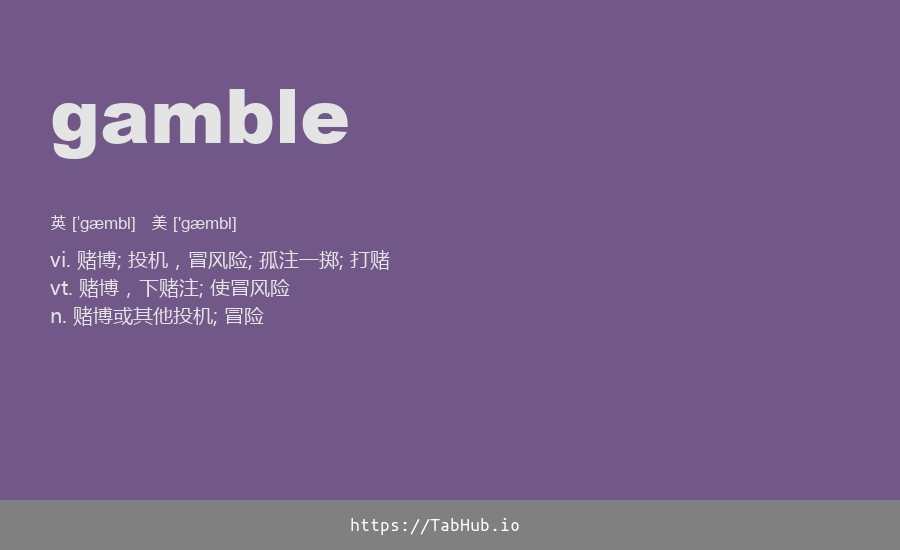 gamble
英 ['gæmbl] 美 ['gæmbl]
vi. 赌博; 投机，冒风险; 孤注一掷; 打赌
vt. 赌博，下赌注; 使冒风险
n. 赌博或其他投机; 冒险
https://TabHub.io